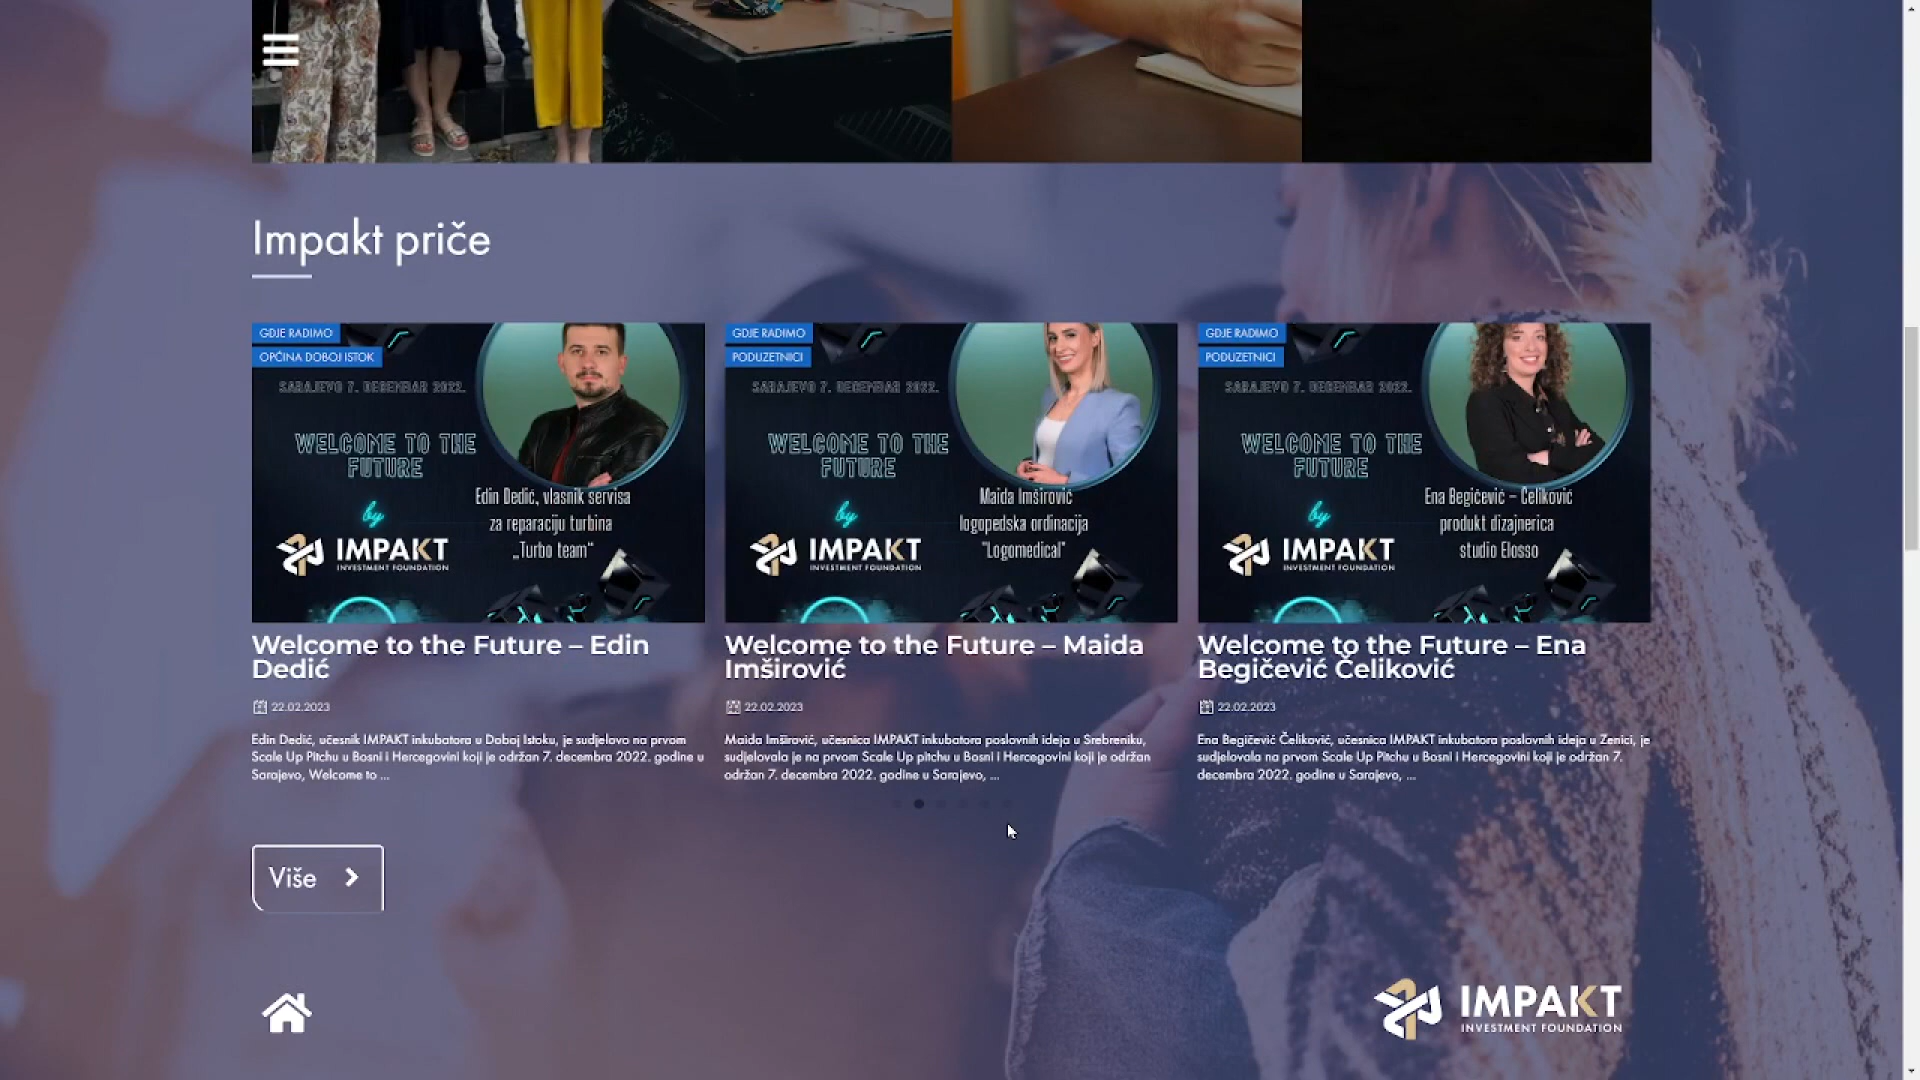 Impakt priče
GDJE RADIMO
OPĆINA DOBOJ ISTOK
SARAJEVO 7. DECEMBAR 2022.
WELCOME TO THE
FUTURE
by
IMPAKT
INVESTMENT FOUNDATION
Edin Dedić, vlasnik servisa
za reparaciju turbina
„Turbo team“
Welcome to the Future – Edin
Dedić
22.02.2023
Edin Dedić, učesnik IMPAKT inkubatora u Doboj Istoku, je sudjelovo na prvom
Scale Up Pitchu u Bosni i Hercegovini koji je održan 7. decembra 2022. godine u
Sarajevo, Welcome to ...
GDJE RADIMO
PODUZETNICI
SARAJEVO 7. DECEMBAR 2022.
WELCOME TO THE
FUTURE
by
IMPAKT
INVESTMENT FOUNDATION
Maida Imširović
logopedska ordinacija
"Logomedical"
Welcome to the Future – Maida
Imširović
22.02.2023
Maida Imširović, učesnica IMPAKT inkubatora poslovnih ideja u Srebreniku,
sudjelovala je na prvom Scale Up pitchu u Bosni i Hercegovini koji je održan
održan 7. decembra 2022. godine u Sarajevo, ...
GDJE RADIMO
PODUZETNICI
SARAJEVO 7. DECEMBAR 2022.
WELCOME TO THE
FUTURE
by
IMPAKT
INVESTMENT FOUNDATION
Ena Begičević – Čeliković
produkt dizajnerica
studio Elosso
Welcome to the Future – Ena
Begičević Čeliković
22.02.2023
Ena Begičević Čeliković, učesnica IMPAKT inkubatora poslovnih ideja u Zenici, je
sudjelovala na prvom Scale Up Pitchu u Bosni i Hercegovini koji je održan 7.
decembra 2022. godine u Sarajevo, ...
Više
IMPAKT
INVESTMENT FOUNDATION